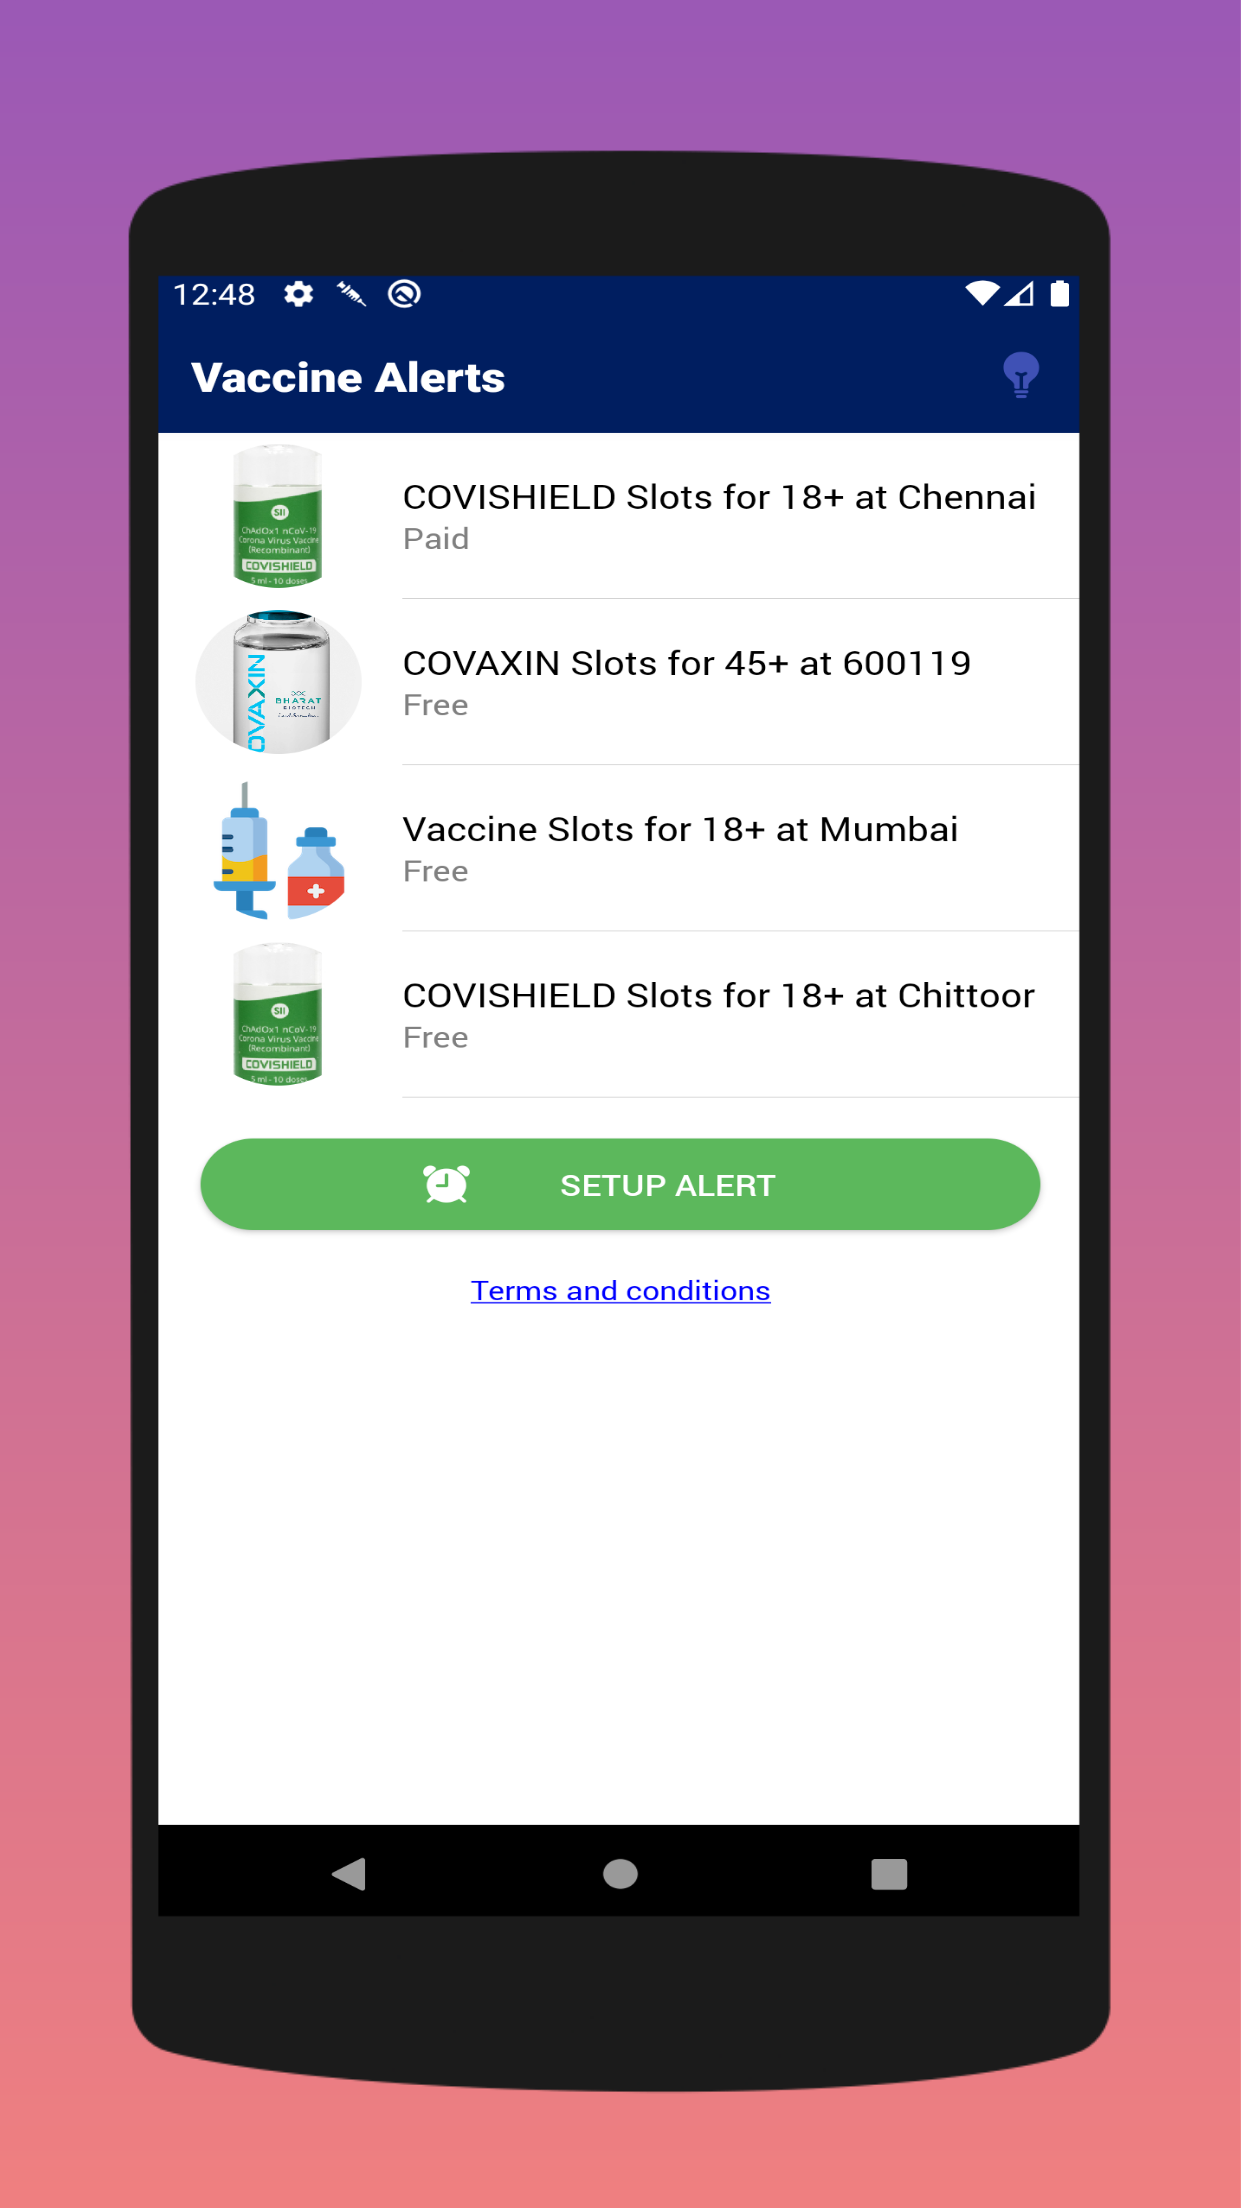 12:48
Vaccine Alerts
COVISHIELD Slots for 18+ at Chennai
Paid
SII
ChAdOx1 nCoV-19
Corona Virus Vaccine
(Recombinant)
COVISHIELD
5 ml - 10 doses
COVAXIN Slots for 45+ at 600119
Free
OVAXIN
BHARAT
BIOTECH
Vaccine Slots for 18+ at Mumbai
Free
COVISHIELD Slots for 18+ at Chittoor
Free
SII
ChAdOx1 nCoV-19
Corona Virus Vaccine
(Recombinant)
COVISHIELD
5 ml - 10 doses
SETUP ALERT
Terms and conditions